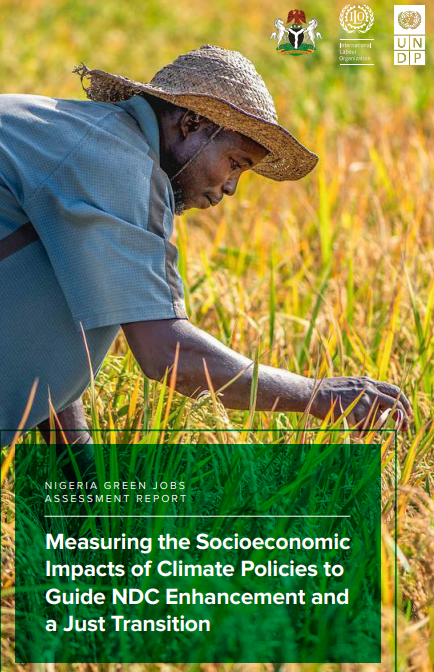 International
Labour
Organization
U N
D P
NIGERIA GREEN JOBS
ASSESSMENT REPORT
Measuring the Socioeconomic
Impacts of Climate Policies to
Guide NDC Enhancement and
a Just Transition